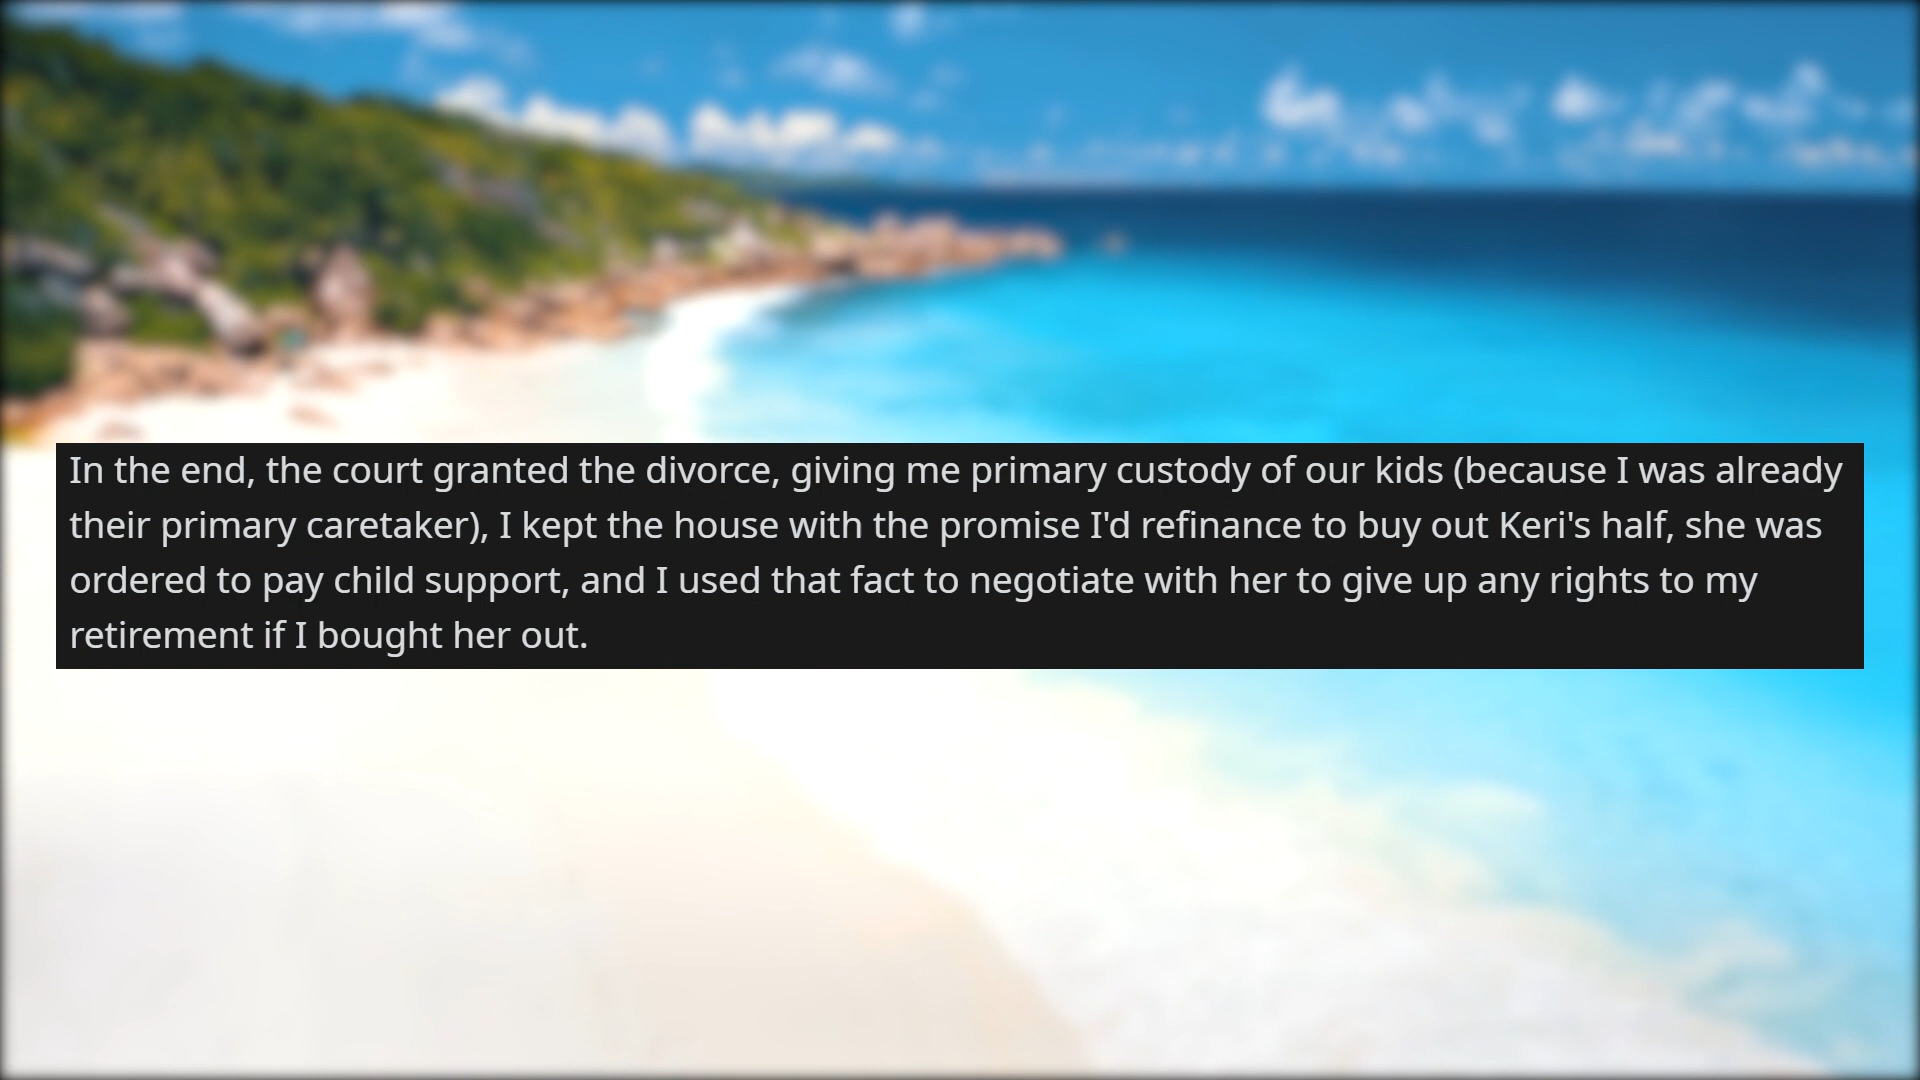 In the end, the court granted the divorce, giving me primary custody of our kids (because I was already
their primary caretaker), I kept the house with the promise I'd refinance to buy out Keri's half, she was
ordered to pay child support, and I used that fact to negotiate with her to give up any rights to my
retirement if I bought her out.